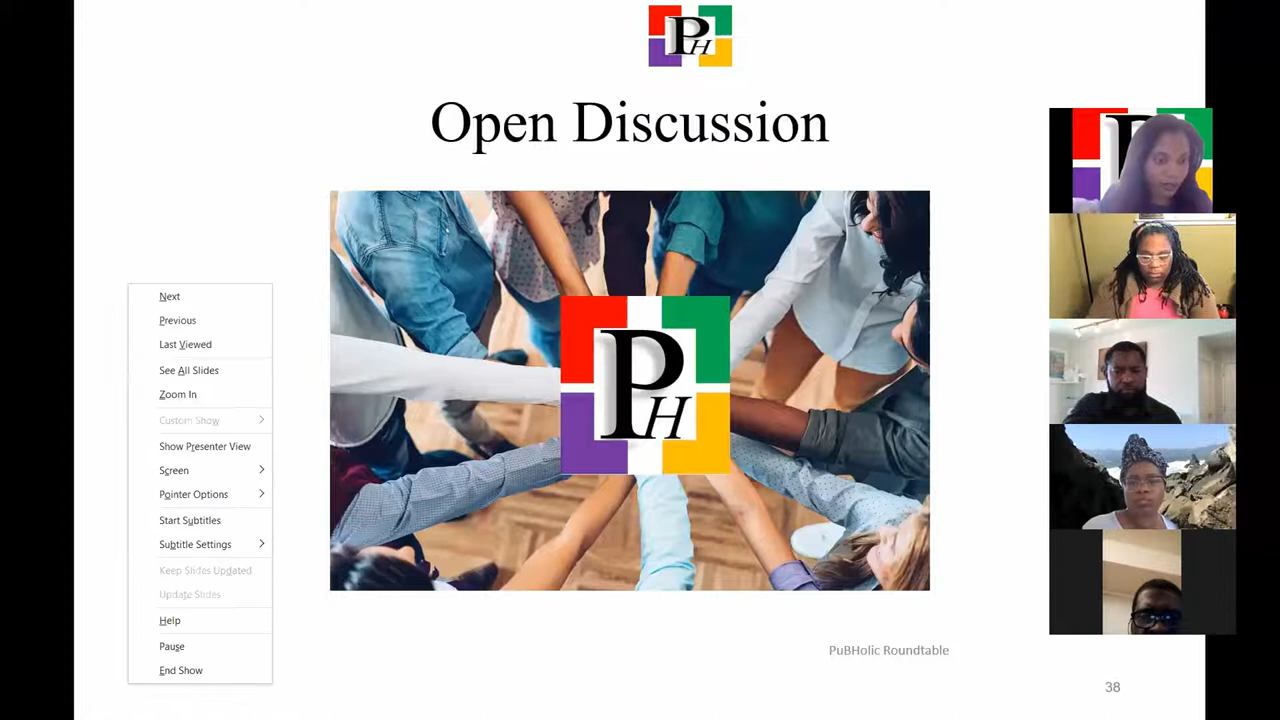 PH
Open Discussion
PH
Next
Previous
Last Viewed
See All Slides
Zoom In
Custom Show
Show Presenter View
Screen
Pointer Options
Start Subtitles
Subtitle Settings
Keep Slides Updated
Update Slides
Help
Pause
End Show
PuBHolic Roundtable
38